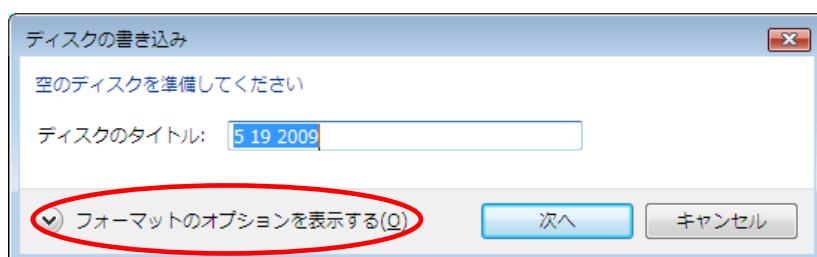 ディスクの書き込み
空のディスクを準備してください
ディスクのタイトル: 5 19 2009
フォーマットのオプションを表示する(O) 次へ キャンセル